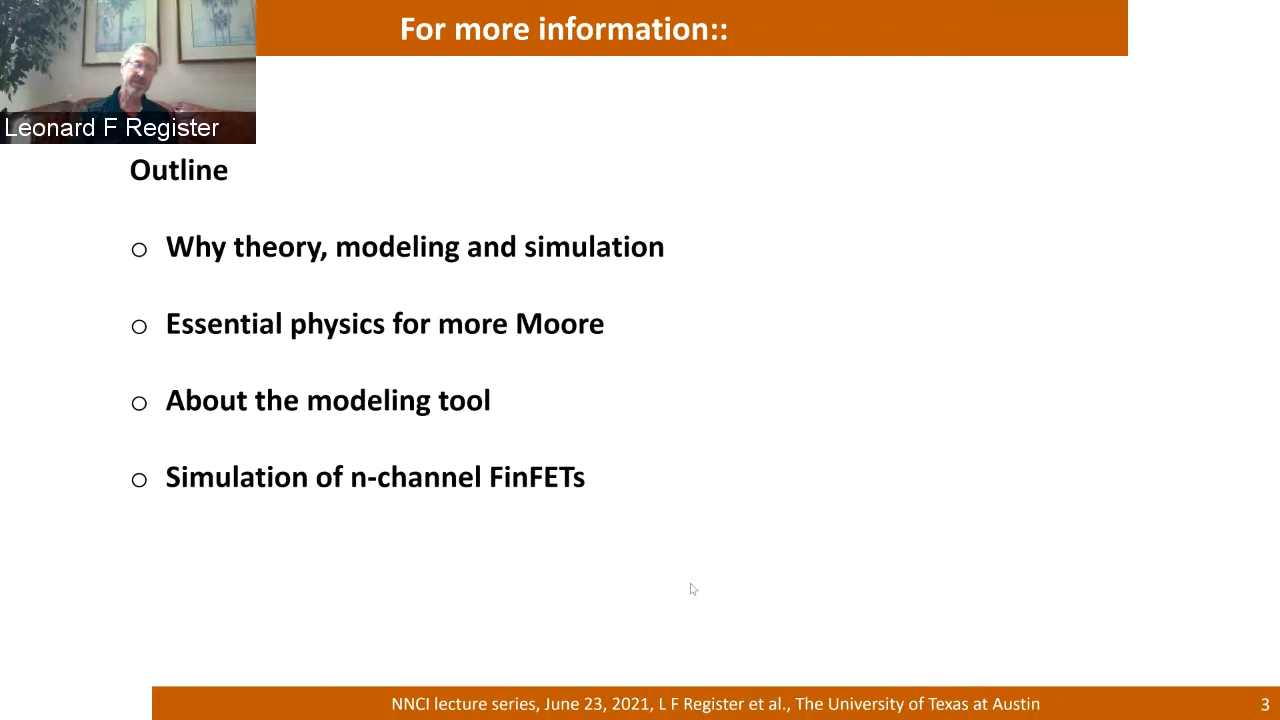 For more information::
Leonard F Register
Outline
o Why theory, modeling and simulation
o Essential physics for more Moore
o About the modeling tool
o Simulation of n-channel FinFETs
NNCI lecture series, June 23, 2021, L F Register et al., The University of Texas at Austin 3